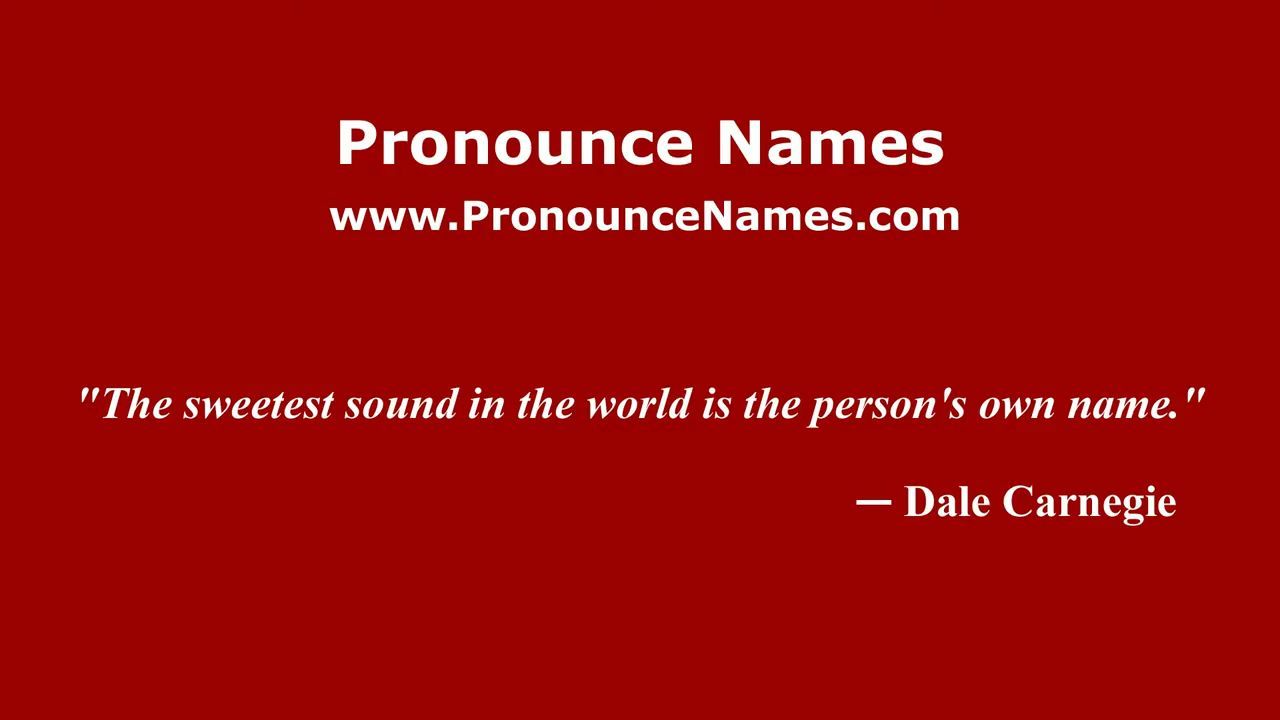 Pronounce Names
www.PronounceNames.com
"The sweetest sound in the world is the person's own name."
— Dale Carnegie